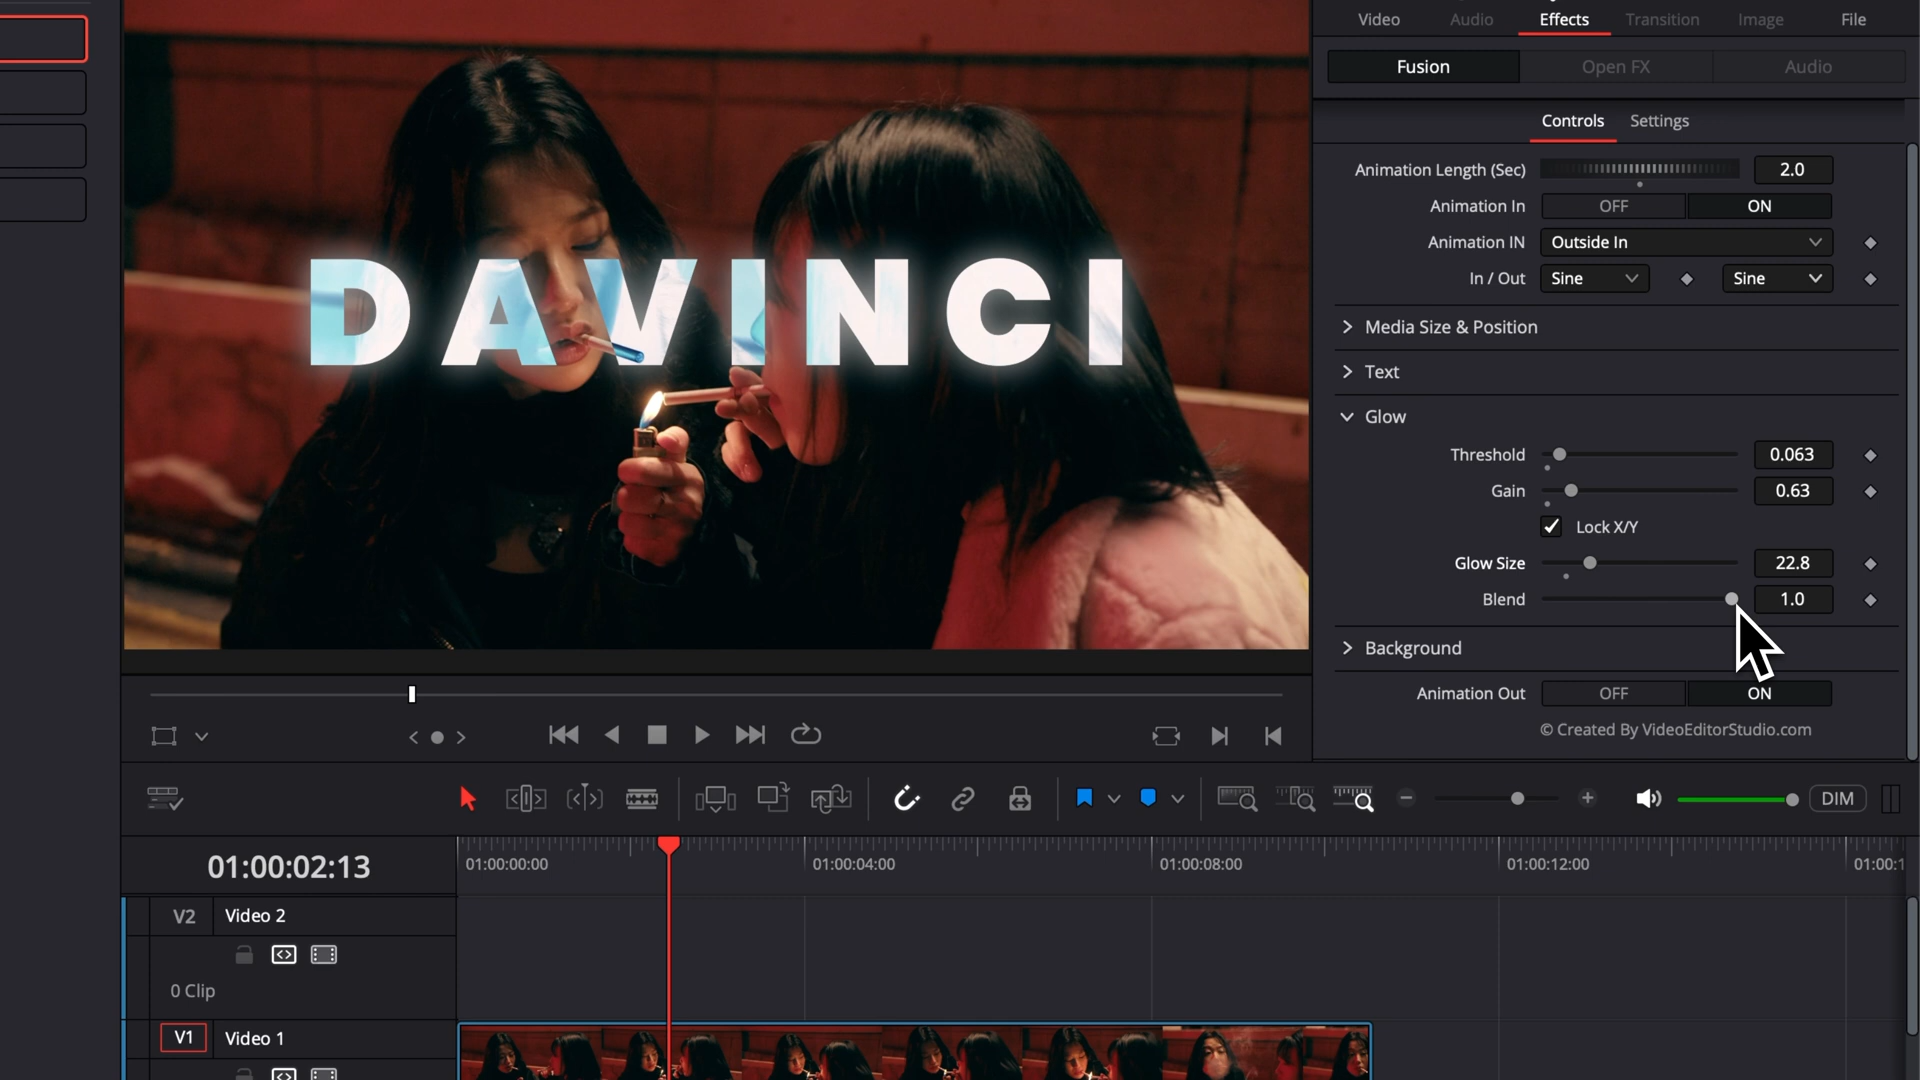 Video Audio Effects Transition Image File
Fusion Open FX Audio
Controls Settings
Animation Length (Sec) 2.0
Animation In OFF ON
Animation IN Outside In
In / Out Sine Sine
Media Size & Position
Text
Glow
Threshold 0.063
Gain 0.63
Lock X/Y
Glow Size 22.8
Blend 1.0
Background
Animation Out OFF ON
© Created By VideoEditorStudio.com
DAVINCI
DIM
01:00:02:13
01:00:00:00 01:00:04:00 01:00:08:00 01:00:12:00 01:00:1
V2 Video 2
0 Clip
V1 Video 1